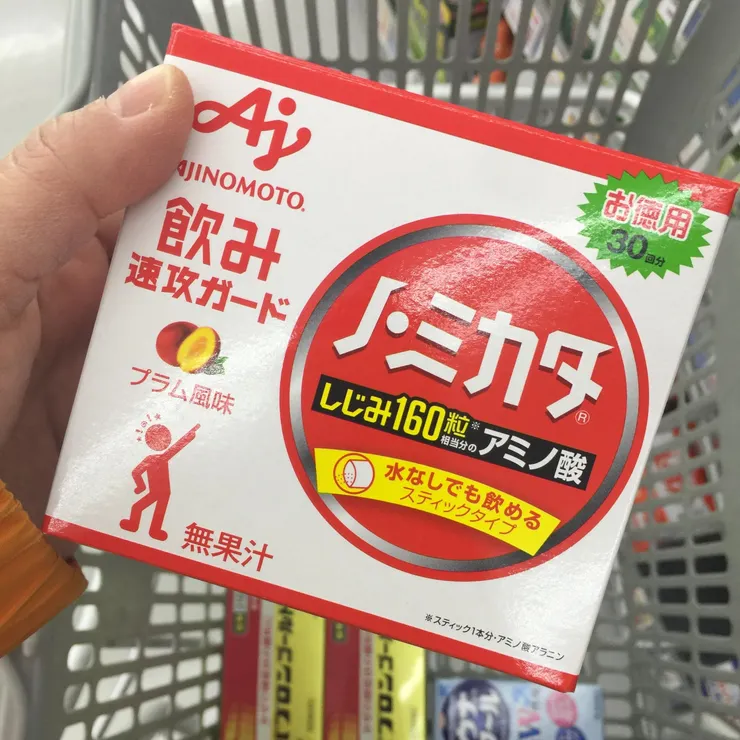 Aj
AJINOMOTO®
飲み
速攻ガード
プラム風味
無果汁
お徳用
30回分
ノ・ミカタ®
しじみ160粒※
相当分の
アミノ酸
水なしでも飲める
スティックタイプ
※スティック1本分・アミノ酸アラニン